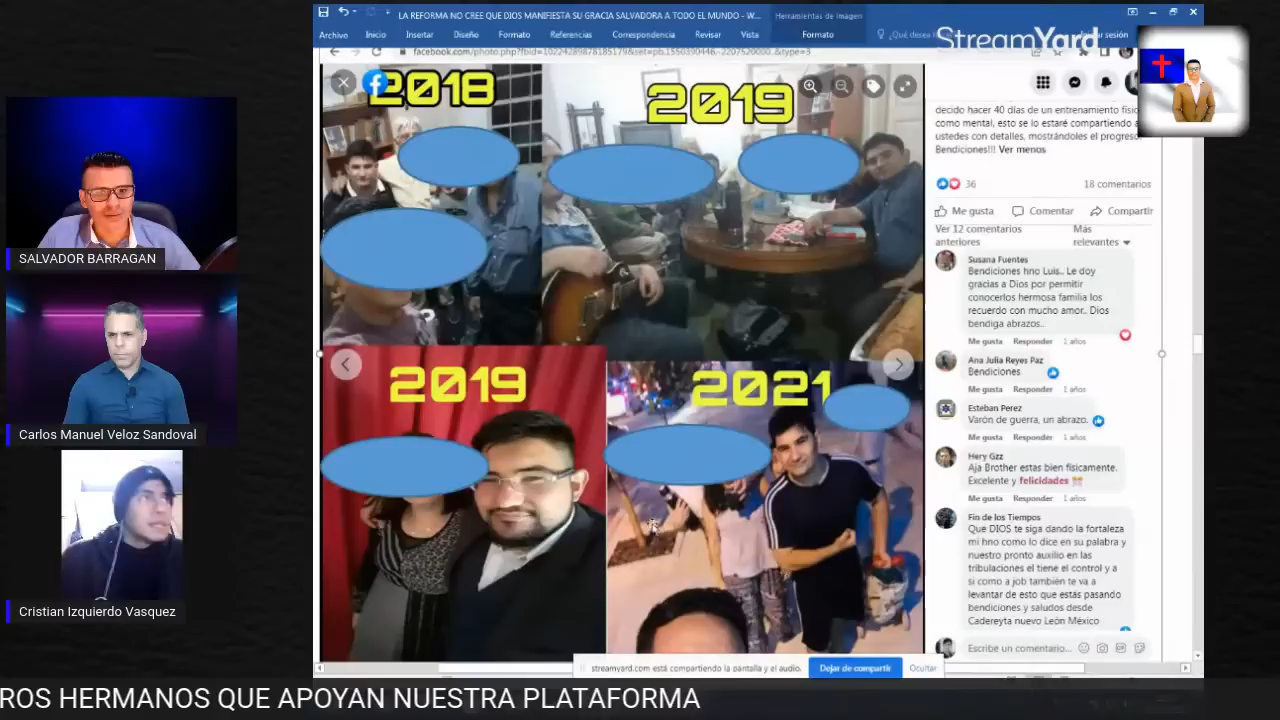 LA REFORMA NO CREE QUE DIOS MANIFIESTA SU GRACIA SALVADORA A TODO EL MUNDO - W...
Herramientas de imagen
Archivo Inicio Insertar Diseño Formato Referencias Correspondencia Revisar Vista Formato
StreamYard
2018
2019
2019
2021
decido hacer 40 días de un entrenamiento físic
como mental, esto se lo estaré compartiendo a
ustedes con detalles, mostrándoles el progreso
Bendiciones!!! Ver menos
36 18 comentarios
Me gusta Comentar Compartir
Ver 12 comentarios
anteriores
Más
relevantes
Susana Fuentes
Bendiciones hno Luis.. Le doy
gracias a Dios por permitir
conocerlos hermosa familia los
recuerdo con mucho amor.. Dios
bendiga abrazos..
Me gusta Responder 1 años
Ana Julia Reyes Paz
Bendiciones
Me gusta Responder 1 años
Esteban Perez
Varón de guerra, un abrazo.
Me gusta Responder 1 años
Hery Gzz
Aja Brother estas bien físicamente.
Excelente y felicidades
Me gusta Responder 1 años
Fin de los Tiempos
Que DIOS te siga dando la fortaleza
mi hno como lo dice en su palabra y
nuestro pronto auxilio en las
tribulaciones el tiene el control y a
si como a job también te va a
levantar de esto que estás pasando
bendiciones y saludos desde
Cadereyta nuevo León México
Escribe un comentario...
streamyard.com está compartiendo la pantalla y el audio. Dejar de compartir Ocultar
SALVADOR BARRAGAN
Carlos Manuel Veloz Sandoval
Cristian Izquierdo Vasquez
ROS HERMANOS QUE APOYAN NUESTRA PLATAFORMA